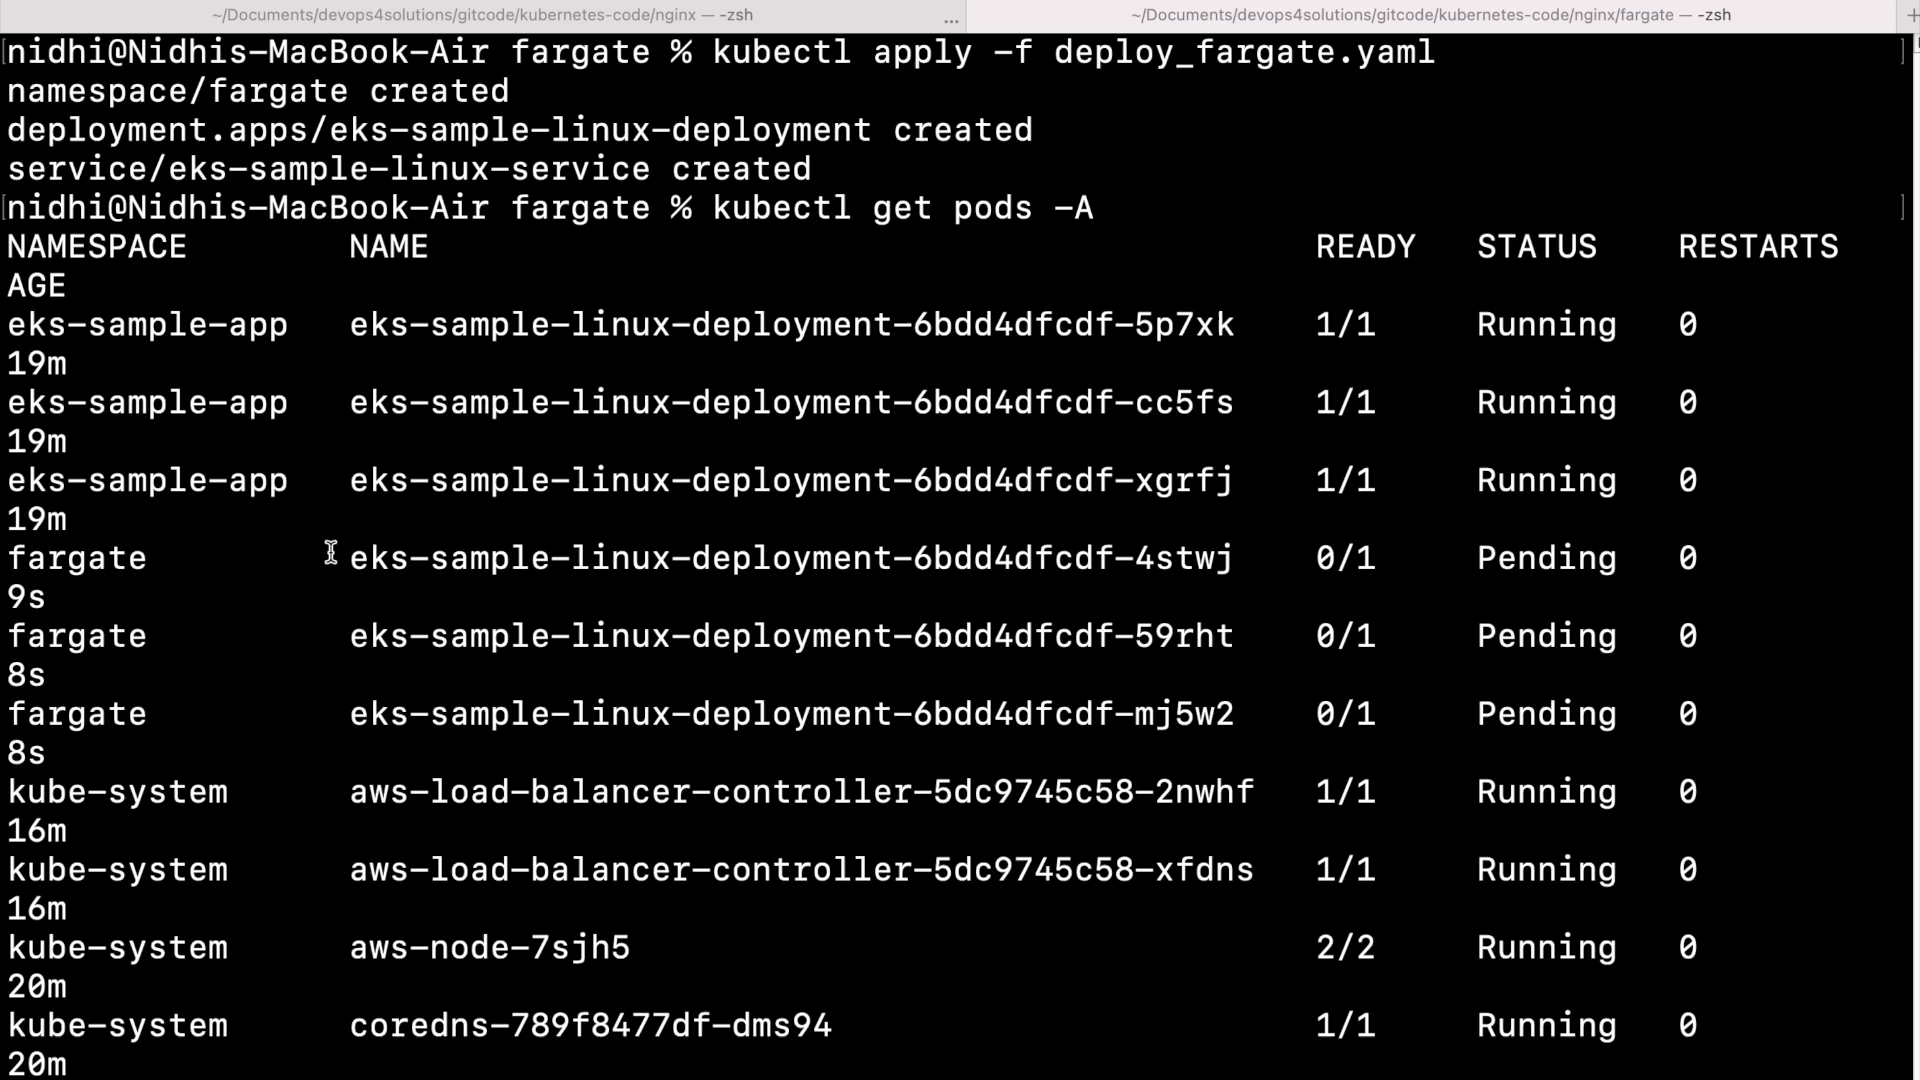 ~/Documents/devops4solutions/gitcode/kubernetes-code/nginx — -zsh ... ~/Documents/devops4solutions/gitcode/kubernetes-code/nginx/fargate — -zsh +
nidhi@Nidhis-MacBook-Air fargate % kubectl apply -f deploy_fargate.yaml
namespace/fargate created
deployment.apps/eks-sample-linux-deployment created
service/eks-sample-linux-service created
nidhi@Nidhis-MacBook-Air fargate % kubectl get pods -A
NAMESPACE NAME READY STATUS RESTARTS
AGE
eks-sample-app eks-sample-linux-deployment-6bdd4dfcdf-5p7xk 1/1 Running 0
19m
eks-sample-app eks-sample-linux-deployment-6bdd4dfcdf-cc5fs 1/1 Running 0
19m
eks-sample-app eks-sample-linux-deployment-6bdd4dfcdf-xgrfj 1/1 Running 0
19m
fargate eks-sample-linux-deployment-6bdd4dfcdf-4stwj 0/1 Pending 0
9s
fargate eks-sample-linux-deployment-6bdd4dfcdf-59rht 0/1 Pending 0
8s
fargate eks-sample-linux-deployment-6bdd4dfcdf-mj5w2 0/1 Pending 0
8s
kube-system aws-load-balancer-controller-5dc9745c58-2nwhf 1/1 Running 0
16m
kube-system aws-load-balancer-controller-5dc9745c58-xfdns 1/1 Running 0
16m
kube-system aws-node-7sjh5 2/2 Running 0
20m
kube-system coredns-789f8477df-dms94 1/1 Running 0
20m